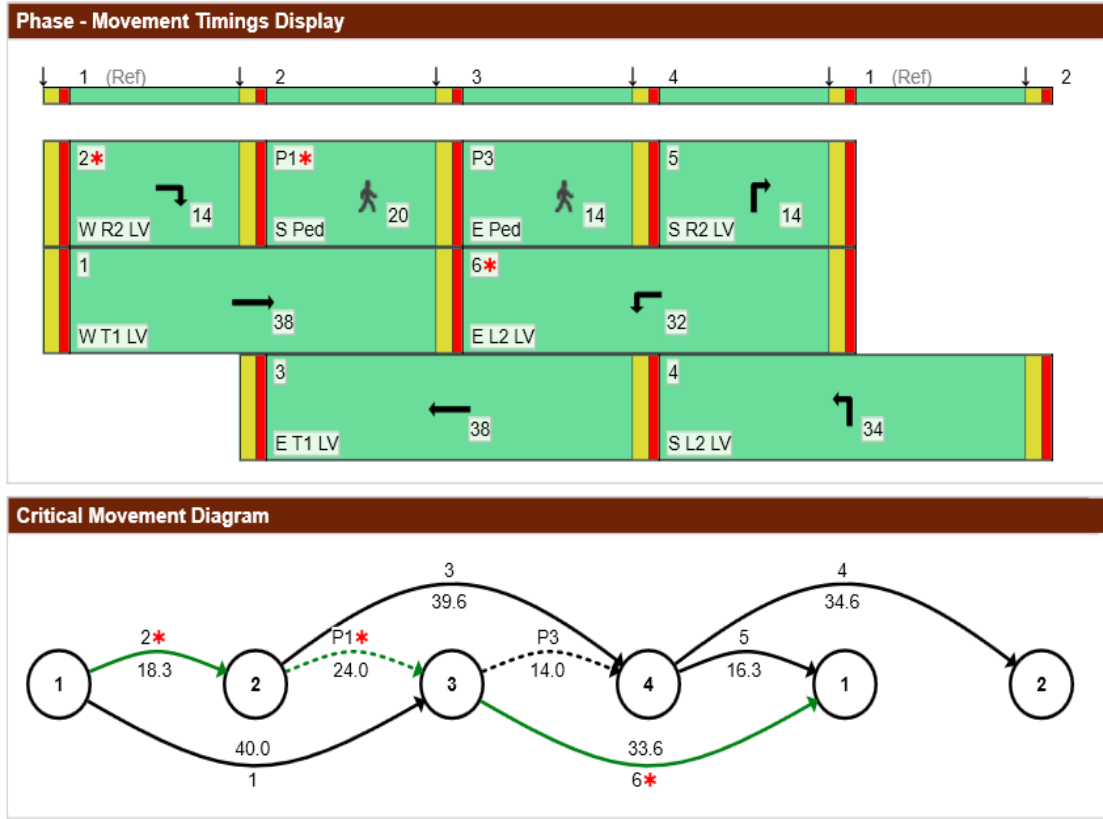 Phase - Movement Timings Display
1 (Ref) 2 3 4 1 (Ref) 2
2* P1* P3 5
14 20 14 14
W R2 LV S Ped E Ped S R2 LV
1 6*
38 32
W T1 LV E L2 LV
3 4
38 34
E T1 LV S L2 LV
Critical Movement Diagram
3 4
39.6 34.6
2* P1* P3 5
18.3 24.0 14.0 16.3
1 2 3 4 1 2
40.0 33.6
1 6*